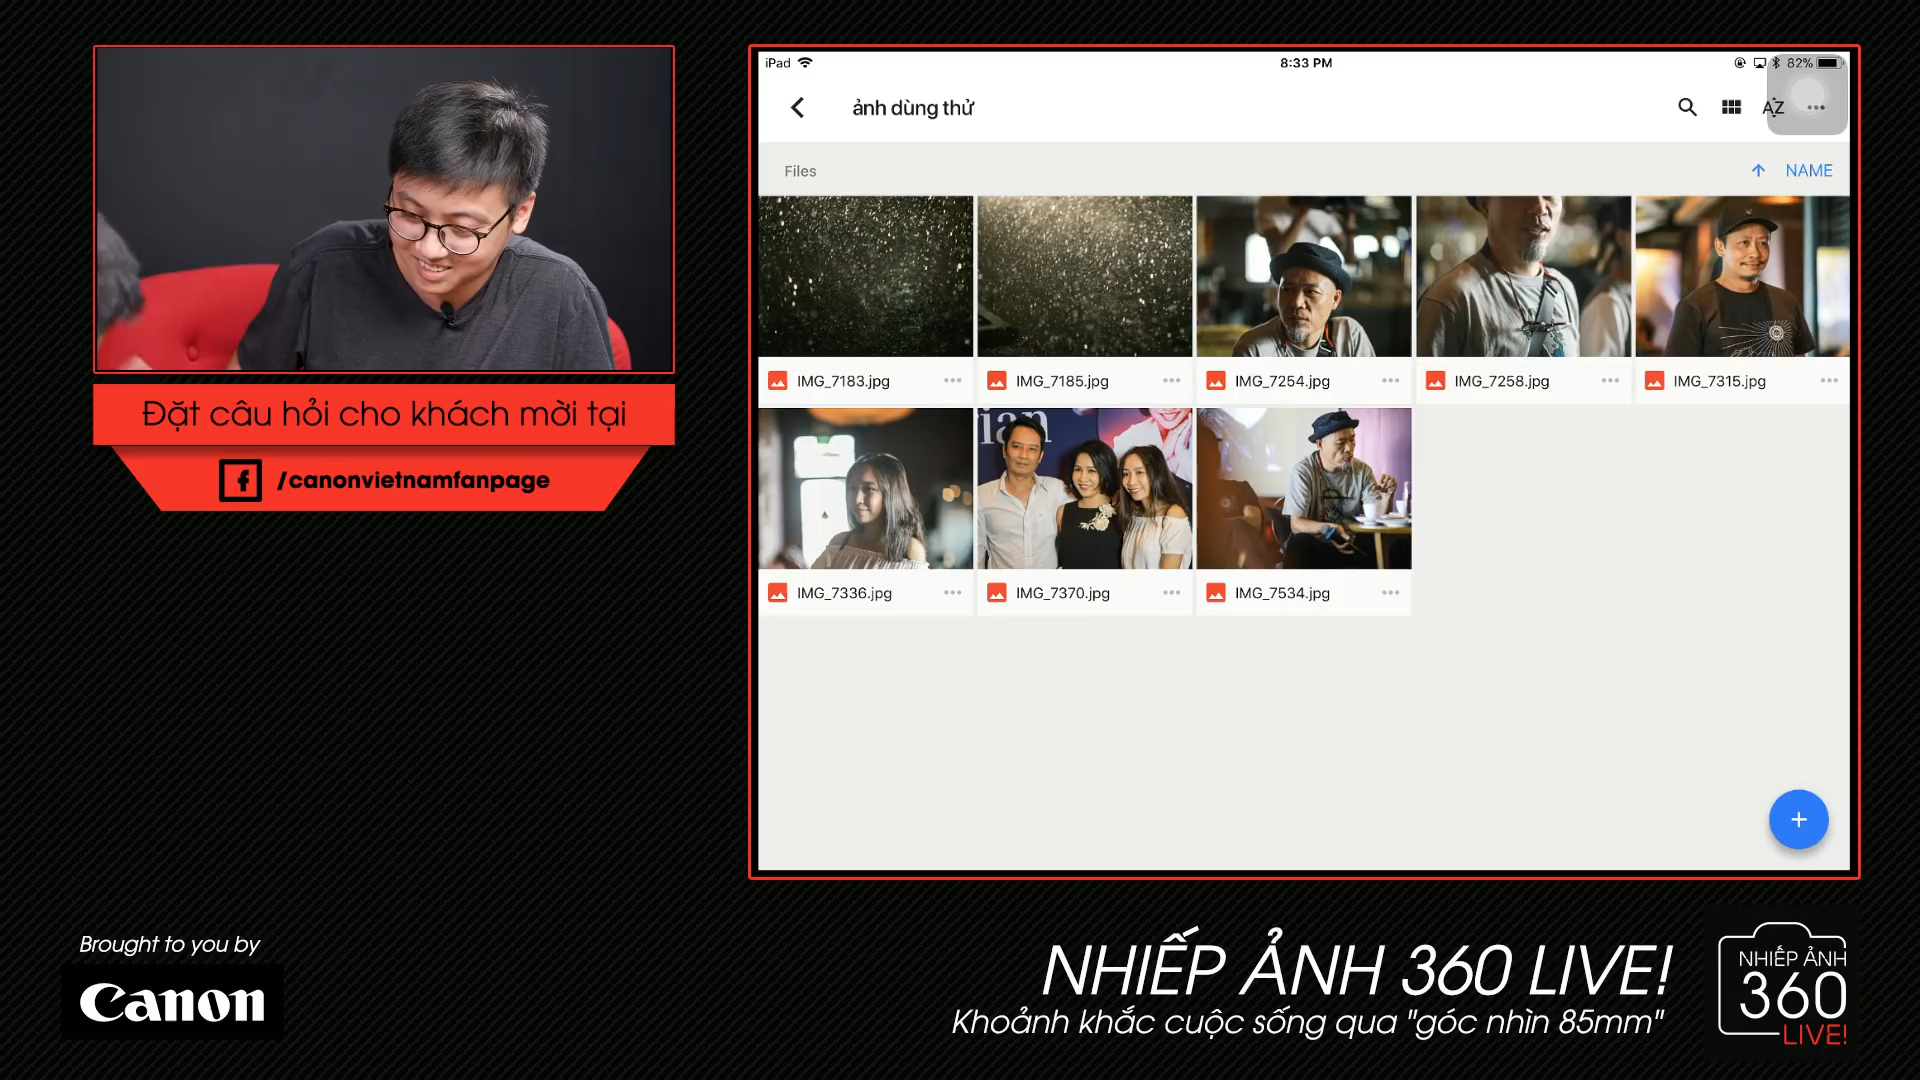 Đặt câu hỏi cho khách mời tại
/canonvietnamfanpage
iPad
8:33 PM
82%
ảnh dùng thử
AZ
Files
NAME
IMG_7183.jpg
IMG_7185.jpg
IMG_7254.jpg
IMG_7258.jpg
IMG_7315.jpg
IMG_7336.jpg
IMG_7370.jpg
IMG_7534.jpg
Brought to you by
Canon
NHIẾP ẢNH 360 LIVE!
Khoảnh khắc cuộc sống qua "góc nhìn 85mm"
NHIẾP ẢNH
360
LIVE!